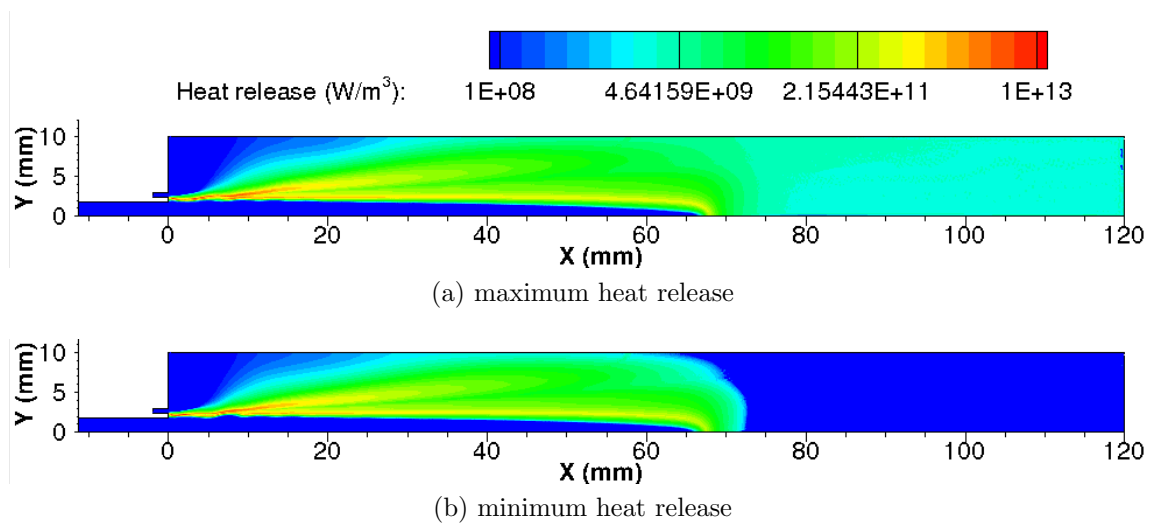 Heat release (W/m³): 1E+08 4.64159E+09 2.15443E+11 1E+13
Y (mm)
10
5
0
0 20 40 60 80 100 120
X (mm)
(a) maximum heat release
Y (mm)
10
5
0
0 20 40 60 80 100 120
X (mm)
(b) minimum heat release